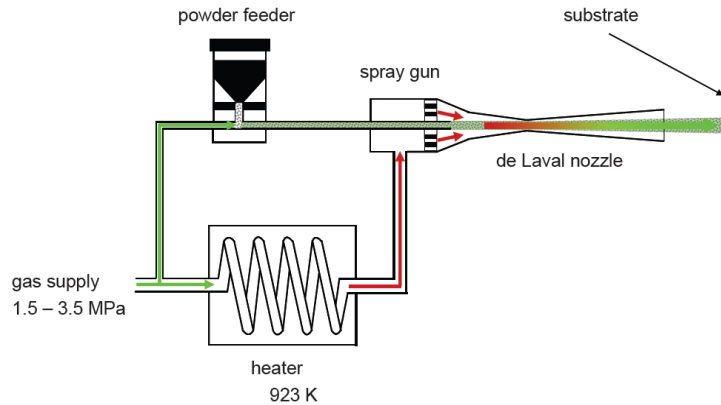 powder feeder
substrate
spray gun
de Laval nozzle
gas supply
1.5 – 3.5 MPa
heater
923 K